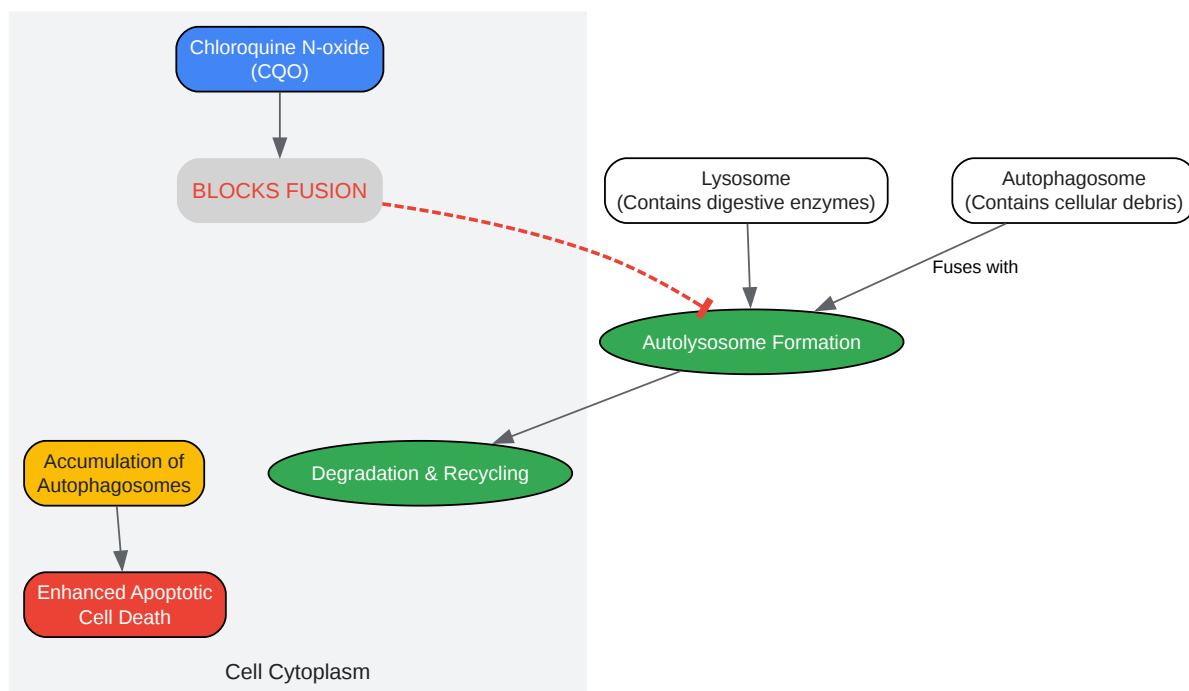 Chloroquine N-oxide
(CQO)
BLOCKS FUSION
Lysosome
(Contains digestive enzymes)
Autophagosome
(Contains cellular debris)
Fuses with
Autolysosome Formation
Accumulation of
Autophagosomes
Degradation & Recycling
Enhanced Apoptotic
Cell Death
Cell Cytoplasm